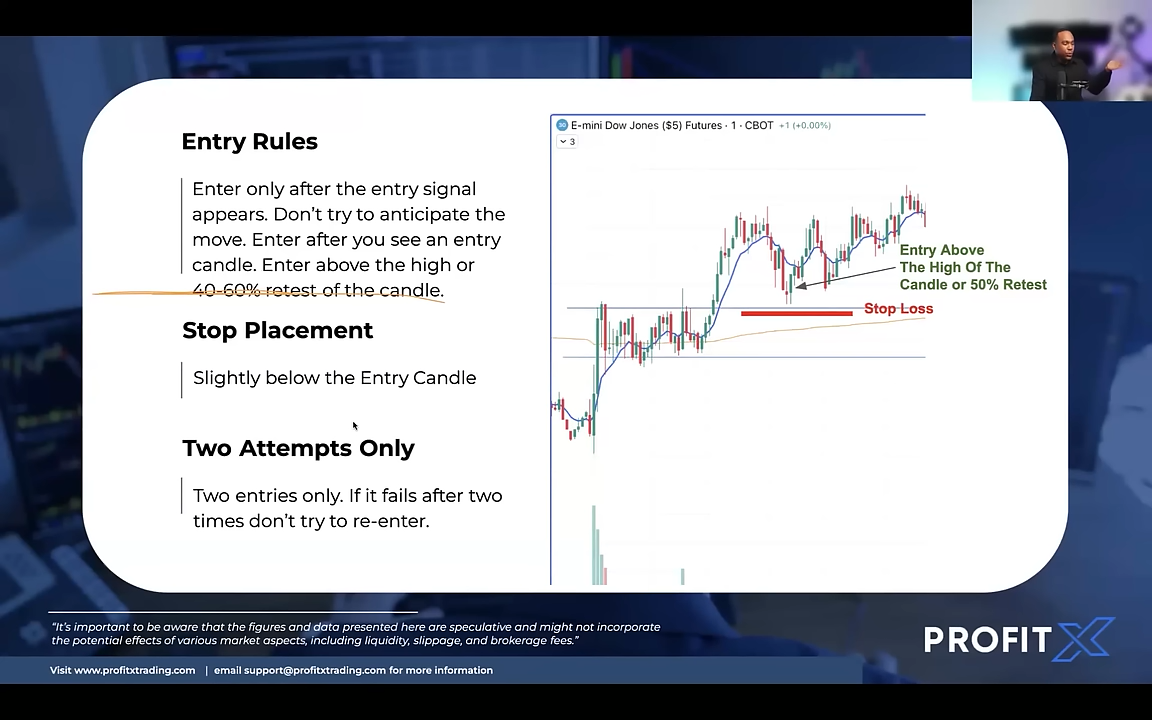 Entry Rules
Enter only after the entry signal
appears. Don't try to anticipate the
move. Enter after you see an entry
candle. Enter above the high or
40-60% retest of the candle.
Stop Placement
Slightly below the Entry Candle
Two Attempts Only
Two entries only. If it fails after two
times don't try to re-enter.
E-mini Dow Jones ($5) Futures · 1 · CBOT +1 (+0.00%)
3
Entry Above
The High Of The
Candle or 50% Retest
Stop Loss
"It's important to be aware that the figures and data presented here are speculative and might not incorporate
the potential effects of various market aspects, including liquidity, slippage, and brokerage fees."
PROFIT X
Visit www.profitxtrading.com | email support@profitxtrading.com for more information